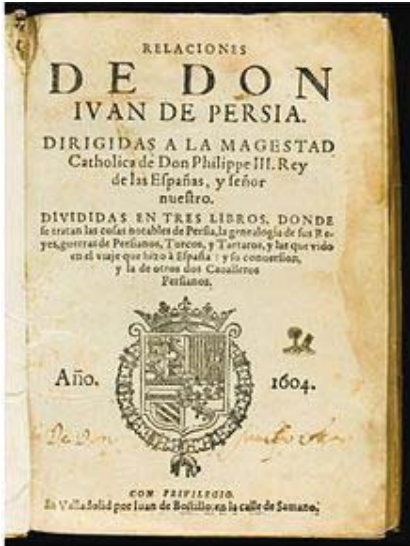 RELACIONES
DE DON
IVAN DE PERSIA.
DIRIGIDAS A LA MAGESTAD
Catholica de Don Philippe III. Rey
de las Españas, y señor
nuestro.
DIVIDIDAS EN TRES LIBROS, DONDE
se tratan las cosas notables de Persia, la genealogia de sus Re-
yes, guerras de Persianos, Turcos, y Tartaros, y las que vido
en el viaje que hizo à España: y su conuersion,
y la de otros dos Caualleros
Persianos.
Año. 1604.
De Don
CON PRIVILEGIO.
En Valladolid por Iuan de Bostillo, en la calle de Samano.